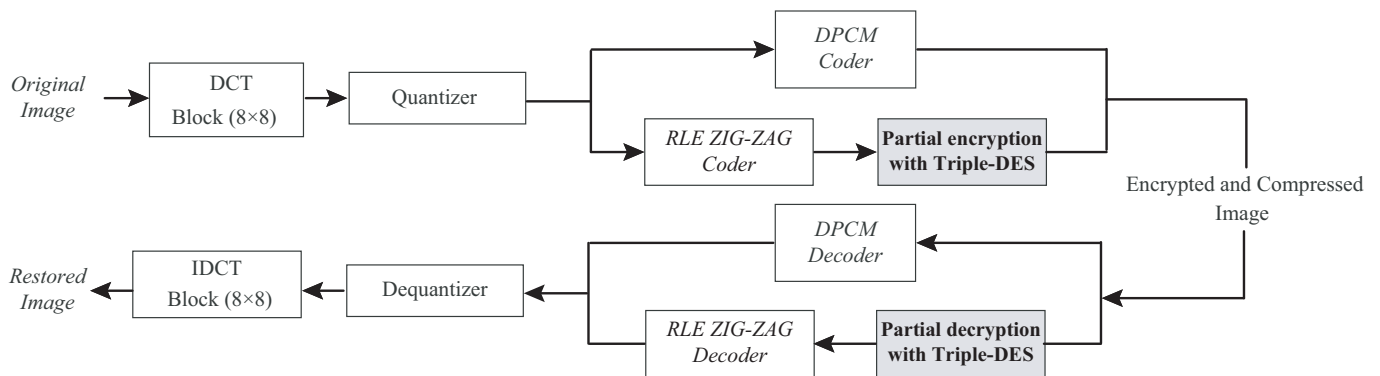 Original
Image
DCT
Block (8×8)
Quantizer
DPCM
Coder
RLE ZIG-ZAG
Coder
Partial encryption
with Triple-DES
Encrypted and Compressed
Image
DPCM
Decoder
Partial decryption
with Triple-DES
RLE ZIG-ZAG
Decoder
Dequantizer
IDCT
Block (8×8)
Restored
Image